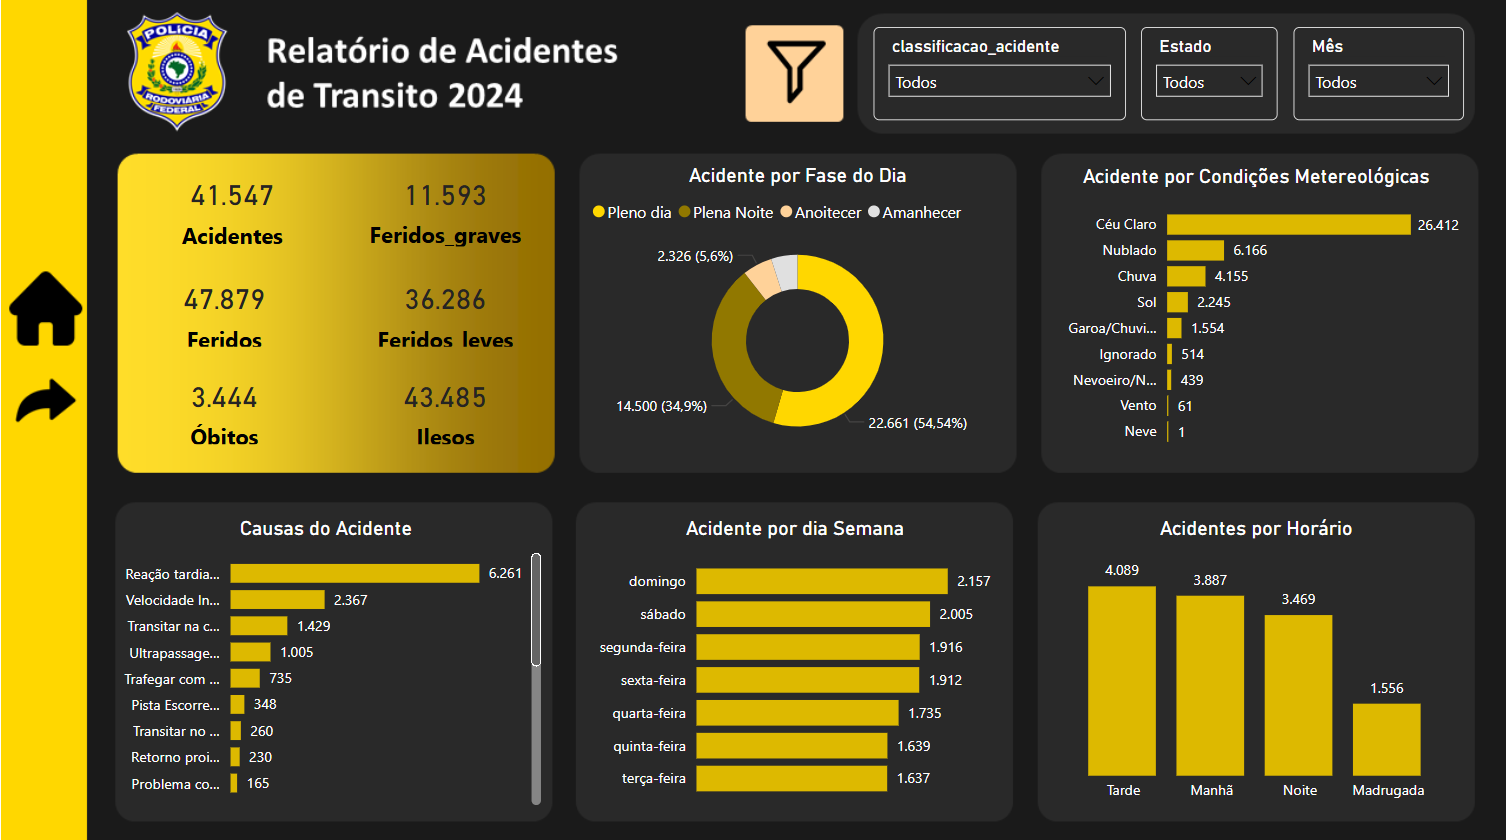 POLÍCIA
RODOVIÁRIA
FEDERAL
Relatório de Acidentes
de Transito 2024
classificacao_acidente
Todos
Estado
Todos
Mês
Todos
41.547
Acidentes
11.593
Feridos_graves
47.879
Feridos
36.286
Feridos leves
3.444
Óbitos
43.485
Ilesos
Acidente por Fase do Dia
Pleno dia Plena Noite Anoitecer Amanhecer
2.326 (5,6%)
14.500 (34,9%)
22.661 (54,54%)
Acidente por Condições Metereológicas
Céu Claro 26.412
Nublado 6.166
Chuva 4.155
Sol 2.245
Garoa/Chuvi... 1.554
Ignorado 514
Nevoeiro/N... 439
Vento 61
Neve 1
Causas do Acidente
Reação tardia... 6.261
Velocidade In... 2.367
Transitar na c... 1.429
Ultrapassage... 1.005
Trafegar com ... 735
Pista Escorre... 348
Transitar no ... 260
Retorno proi... 230
Problema co... 165
Acidente por dia Semana
domingo 2.157
sábado 2.005
segunda-feira 1.916
sexta-feira 1.912
quarta-feira 1.735
quinta-feira 1.639
terça-feira 1.637
Acidentes por Horário
4.089
3.887
3.469
1.556
Tarde Manhã Noite Madrugada